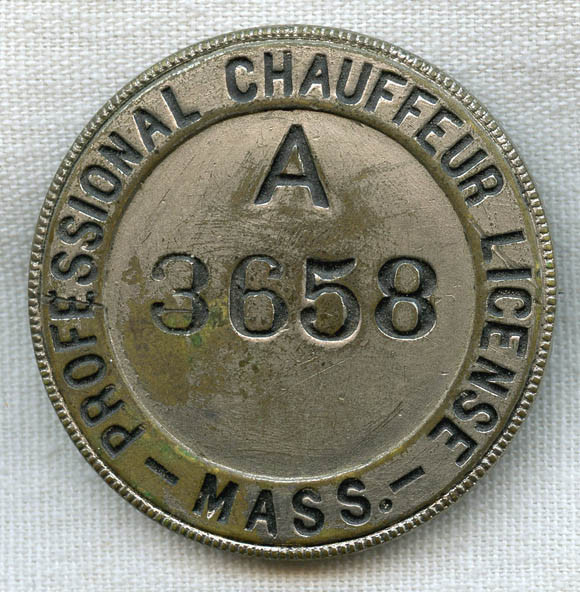 PROFESSIONAL CHAUFFEUR LICENSE
A
3658
- MASS. -